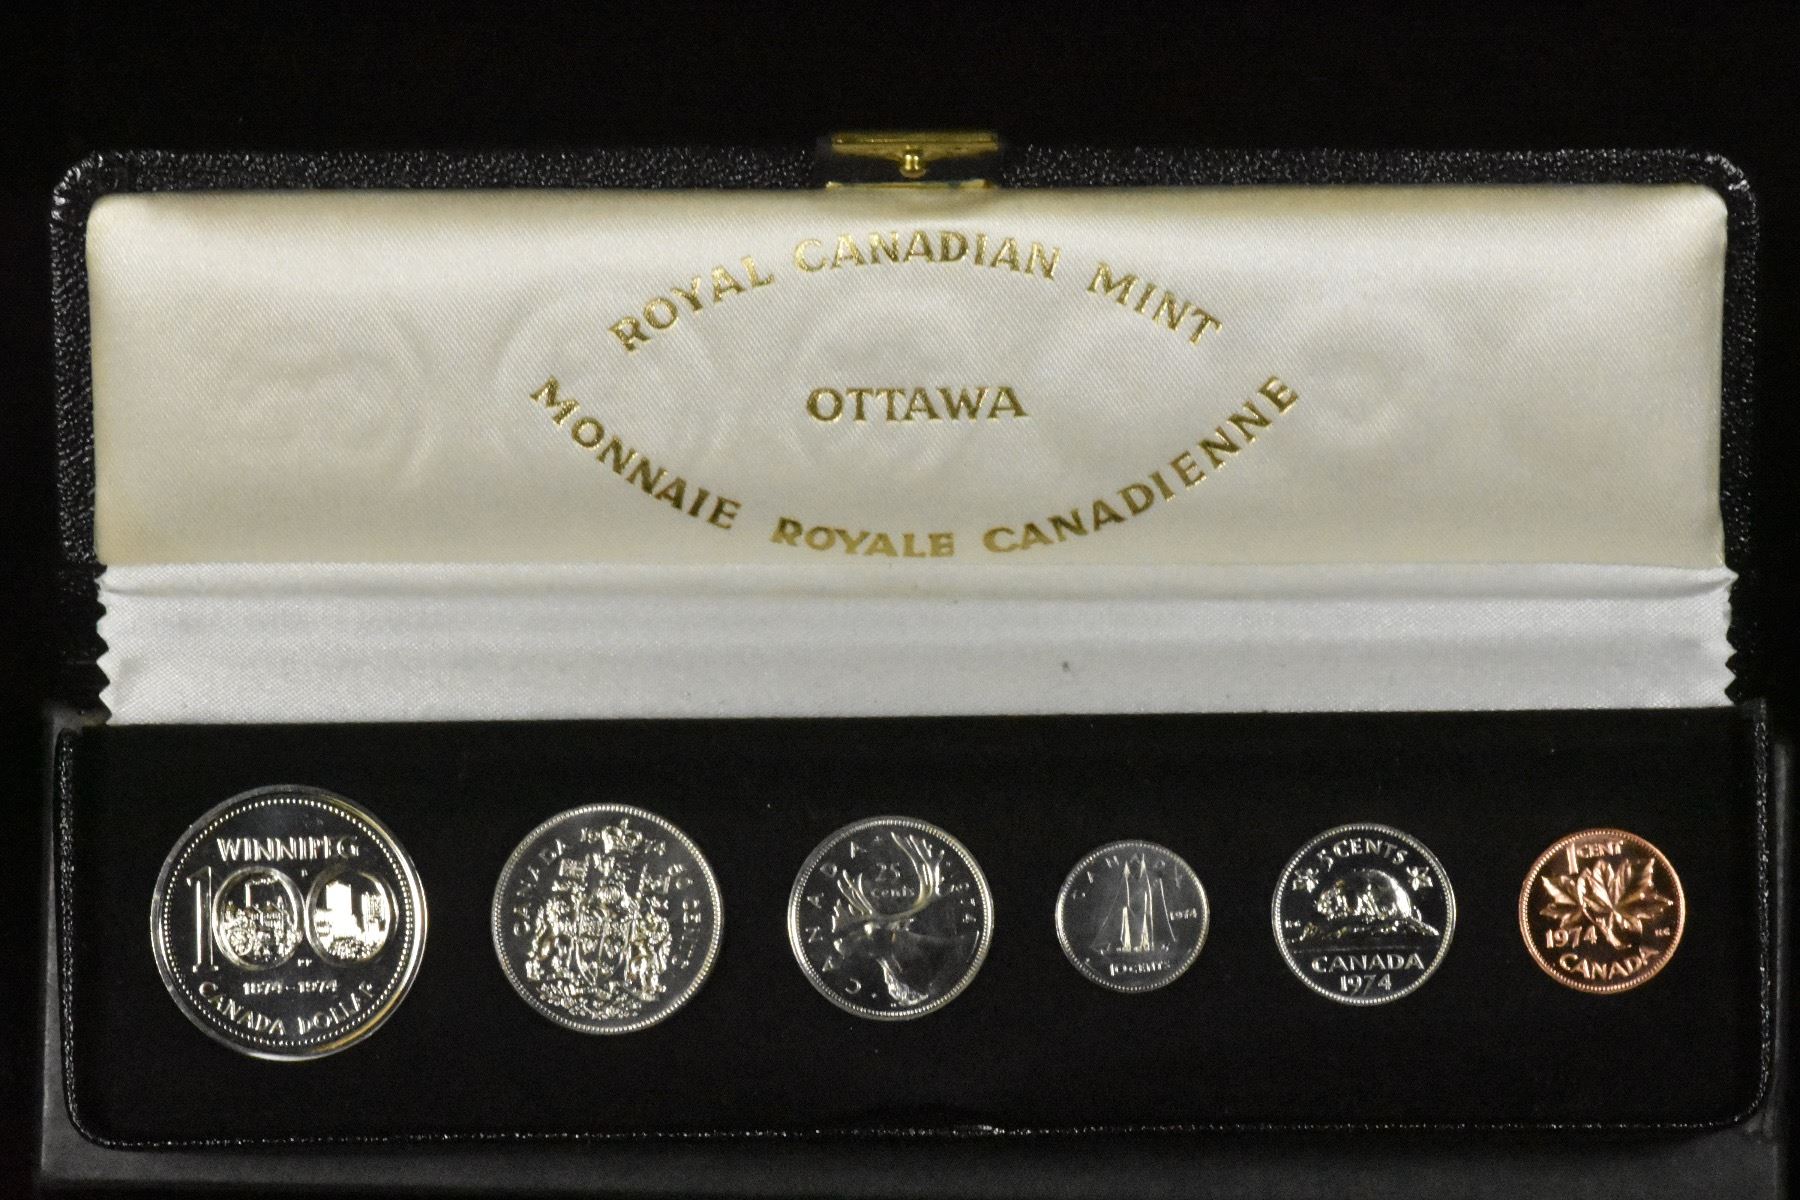 ROYAL CANADIAN MINT
OTTAWA
MONNAIE ROYALE CANADIENNE
WINNIPEG
100
1874-1974
CANADA DOLLAR
CANADA 1974 50 CENTS
CANADA 1974
25
cents
CANADA
1974
10 CENTS
5 CENTS
CANADA
1974
1 CENT
1974
CANADA